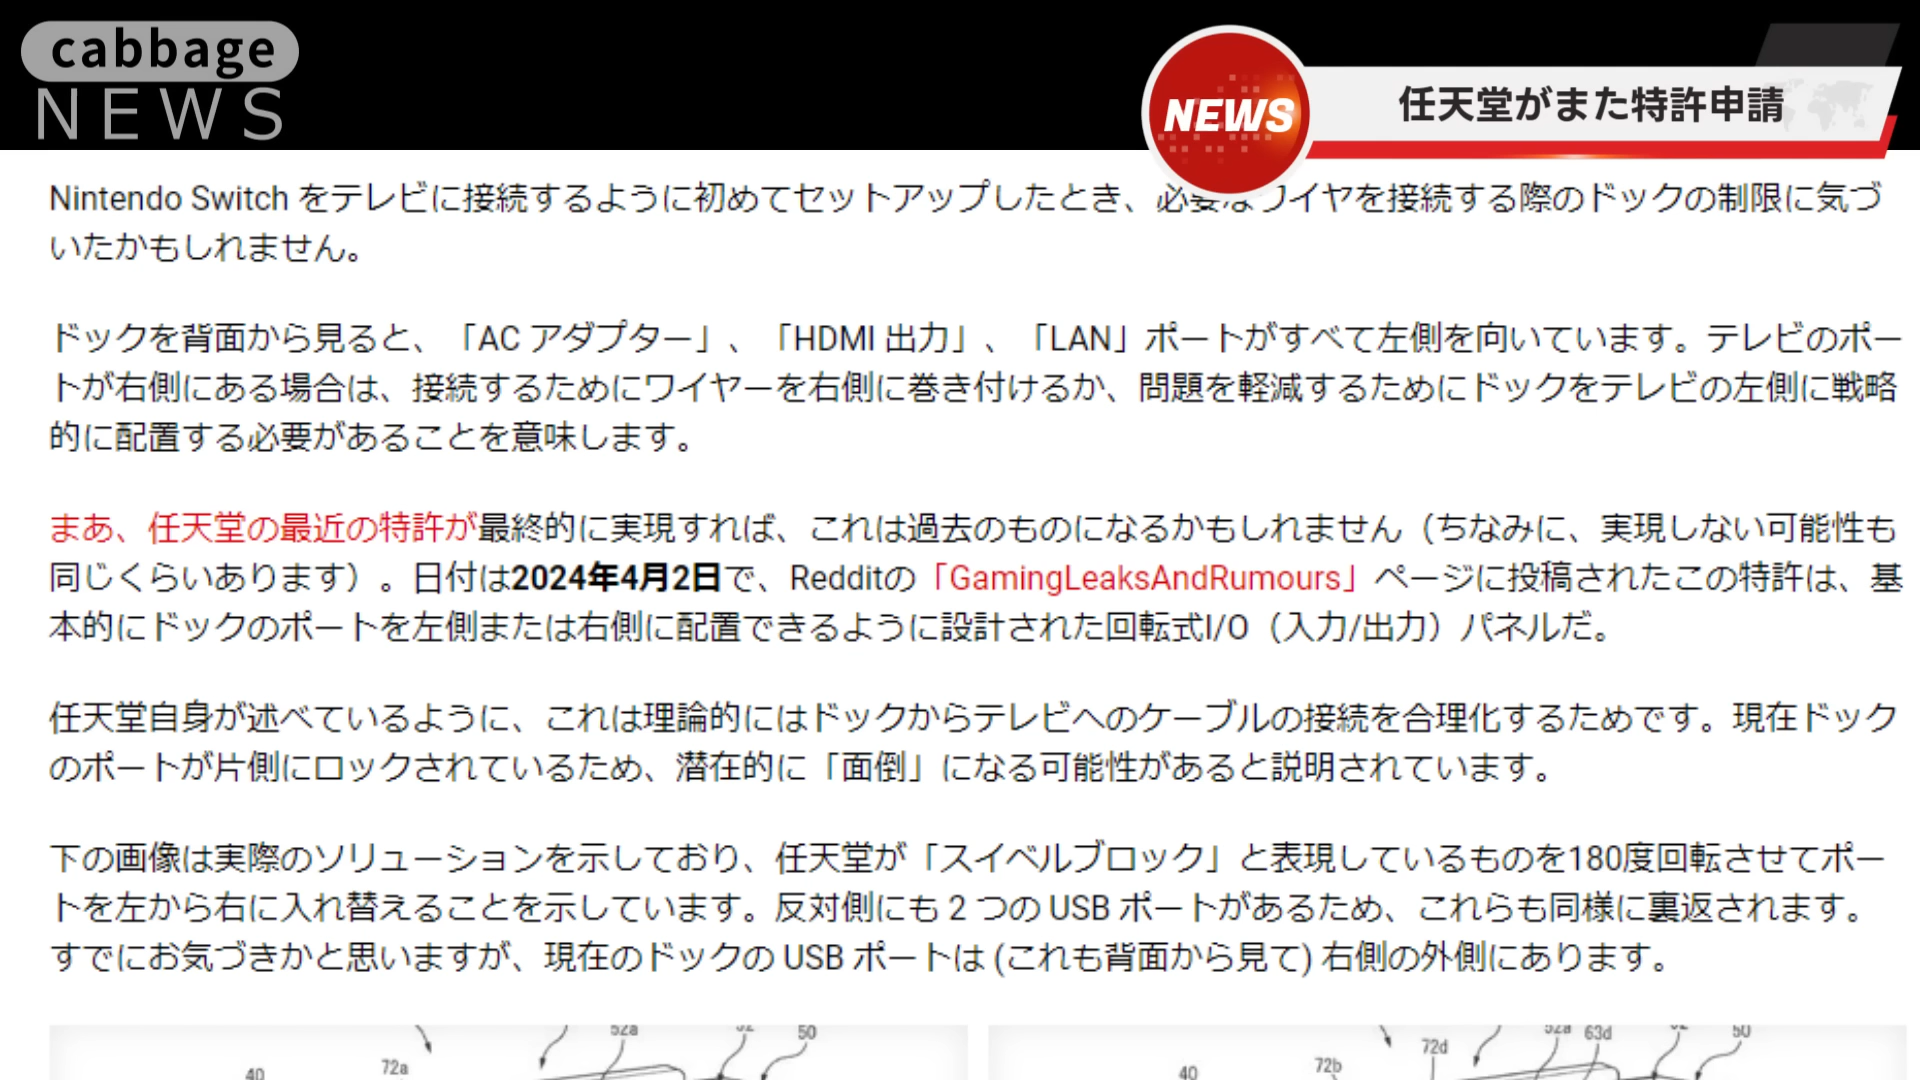 cabbage
NEWS
NEWS
任天堂がまた特許申請
Nintendo Switch をテレビに接続するように初めてセットアップしたとき、必要なワイヤを接続する際のドックの制限に気づ
いたかもしれません。
ドックを背面から見ると、「AC アダプター」、「HDMI 出力」、「LAN」ポートがすべて左側を向いています。テレビのポー
トが右側にある場合は、接続するためにワイヤーを右側に巻き付けるか、問題を軽減するためにドックをテレビの左側に戦略
的に配置する必要があることを意味します。
まあ、任天堂の最近の特許が最終的に実現すれば、これは過去のものになるかもしれません（ちなみに、実現しない可能性も
同じくらいあります）。日付は2024年4月2日で、Redditの「GamingLeaksAndRumours」ページに投稿されたこの特許は、基
本的にドックのポートを左側または右側に配置できるように設計された回転式I/O（入力/出力）パネルだ。
任天堂自身が述べているように、これは理論的にはドックからテレビへのケーブルの接続を合理化するためです。現在ドック
のポートが片側にロックされているため、潜在的に「面倒」になる可能性があると説明されています。
下の画像は実際のソリューションを示しており、任天堂が「スイベルブロック」と表現しているものを180度回転させてポー
トを左から右に入れ替えることを示しています。反対側にも 2 つの USB ポートがあるため、これらも同様に裏返されます。
すでにお気づきかと思いますが、現在のドックの USB ポートは (これも背面から見て) 右側の外側にあります。
52a
50
72a
40
52a
63d
50
72d
72b
40